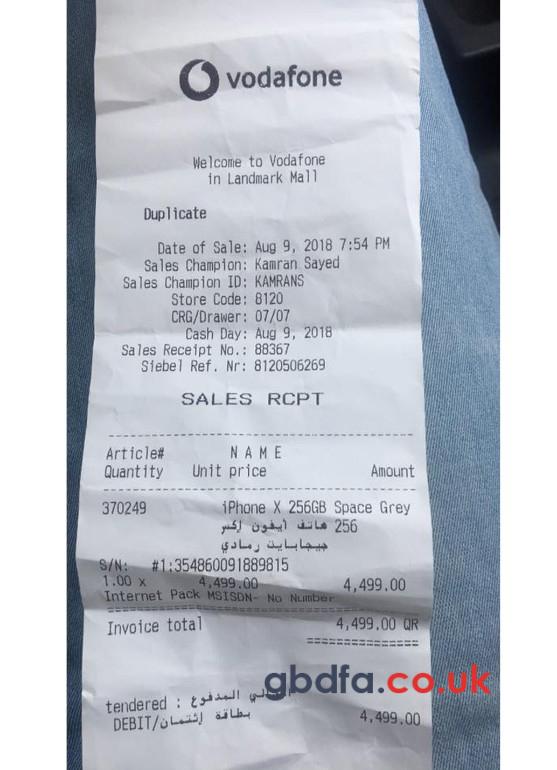 vodafone
Welcome to Vodafone
in Landmark Mall
Duplicate
Date of Sale: Aug 9, 2018 7:54 PM
Sales Champion: Kamran Sayed
Sales Champion ID: KAMRANS
Store Code: 8120
CRG/Drawer: 07/07
Cash Day: Aug 9, 2018
Sales Receipt No.: 88367
Siebel Ref. Nr: 8120506269
SALES RCPT
Article# NAME
Quantity Unit price Amount
370249 iPhone X 256GB Space Grey
هاتف آيفون إكس 256
جيجابايت رمادي
S/N: #1:354860091889815
1.00 x 4,499.00 4,499.00
Internet Pack MSISDN- No Number
Invoice total 4,499.00 QR
gbdfa.co.uk
tendered : المدفوع
DEBIT/بطاقة إئتمان 4,499.00